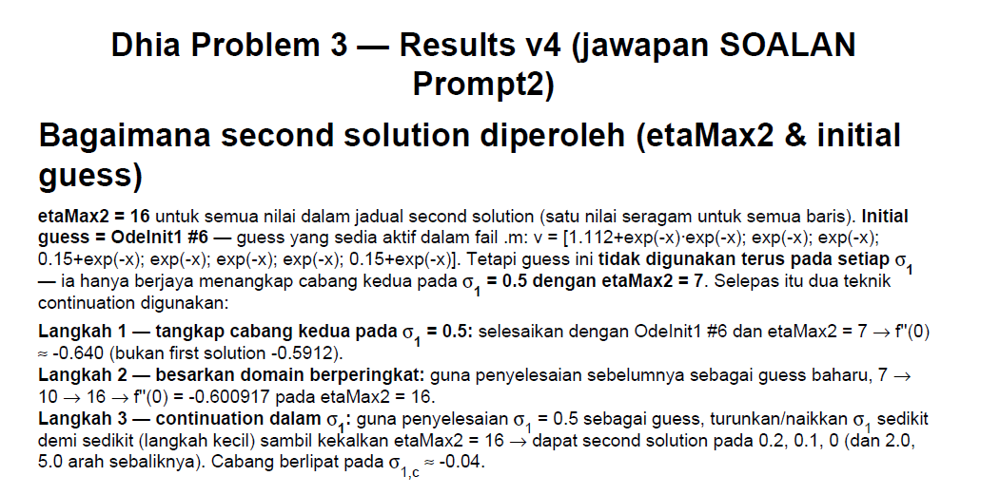 Dhia Problem 3 — Results v4 (jawapan SOALAN
Prompt2)
Bagaimana second solution diperoleh (etaMax2 & initial
guess)
etaMax2 = 16 untuk semua nilai dalam jadual second solution (satu nilai seragam untuk semua baris). Initial
guess = OdeInit1 #6 — guess yang sedia aktif dalam fail .m: v = [1.112+exp(-x)·exp(-x); exp(-x); exp(-x);
0.15+exp(-x); exp(-x); exp(-x); exp(-x); 0.15+exp(-x)]. Tetapi guess ini tidak digunakan terus pada setiap σ₁
— ia hanya berjaya menangkap cabang kedua pada σ₁ = 0.5 dengan etaMax2 = 7. Selepas itu dua teknik
continuation digunakan:
Langkah 1 — tangkap cabang kedua pada σ₁ = 0.5: selesaikan dengan OdeInit1 #6 dan etaMax2 = 7 → f"(0)
≈ -0.640 (bukan first solution -0.5912).
Langkah 2 — besarkan domain berperingkat: guna penyelesaian sebelumnya sebagai guess baharu, 7 →
10 → 16 → f"(0) = -0.600917 pada etaMax2 = 16.
Langkah 3 — continuation dalam σ₁: guna penyelesaian σ₁ = 0.5 sebagai guess, turunkan/naikkan σ₁ sedikit
demi sedikit (langkah kecil) sambil kekalkan etaMax2 = 16 → dapat second solution pada 0.2, 0.1, 0 (dan 2.0,
5.0 arah sebaliknya). Cabang berlipat pada σ1,c ≈ -0.04.